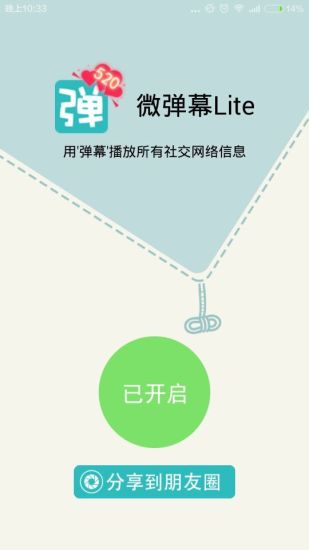 晚上10:33
... 14%
520
弹
微弹幕Lite
用'弹幕'播放所有社交网络信息
已开启
分享到朋友圈